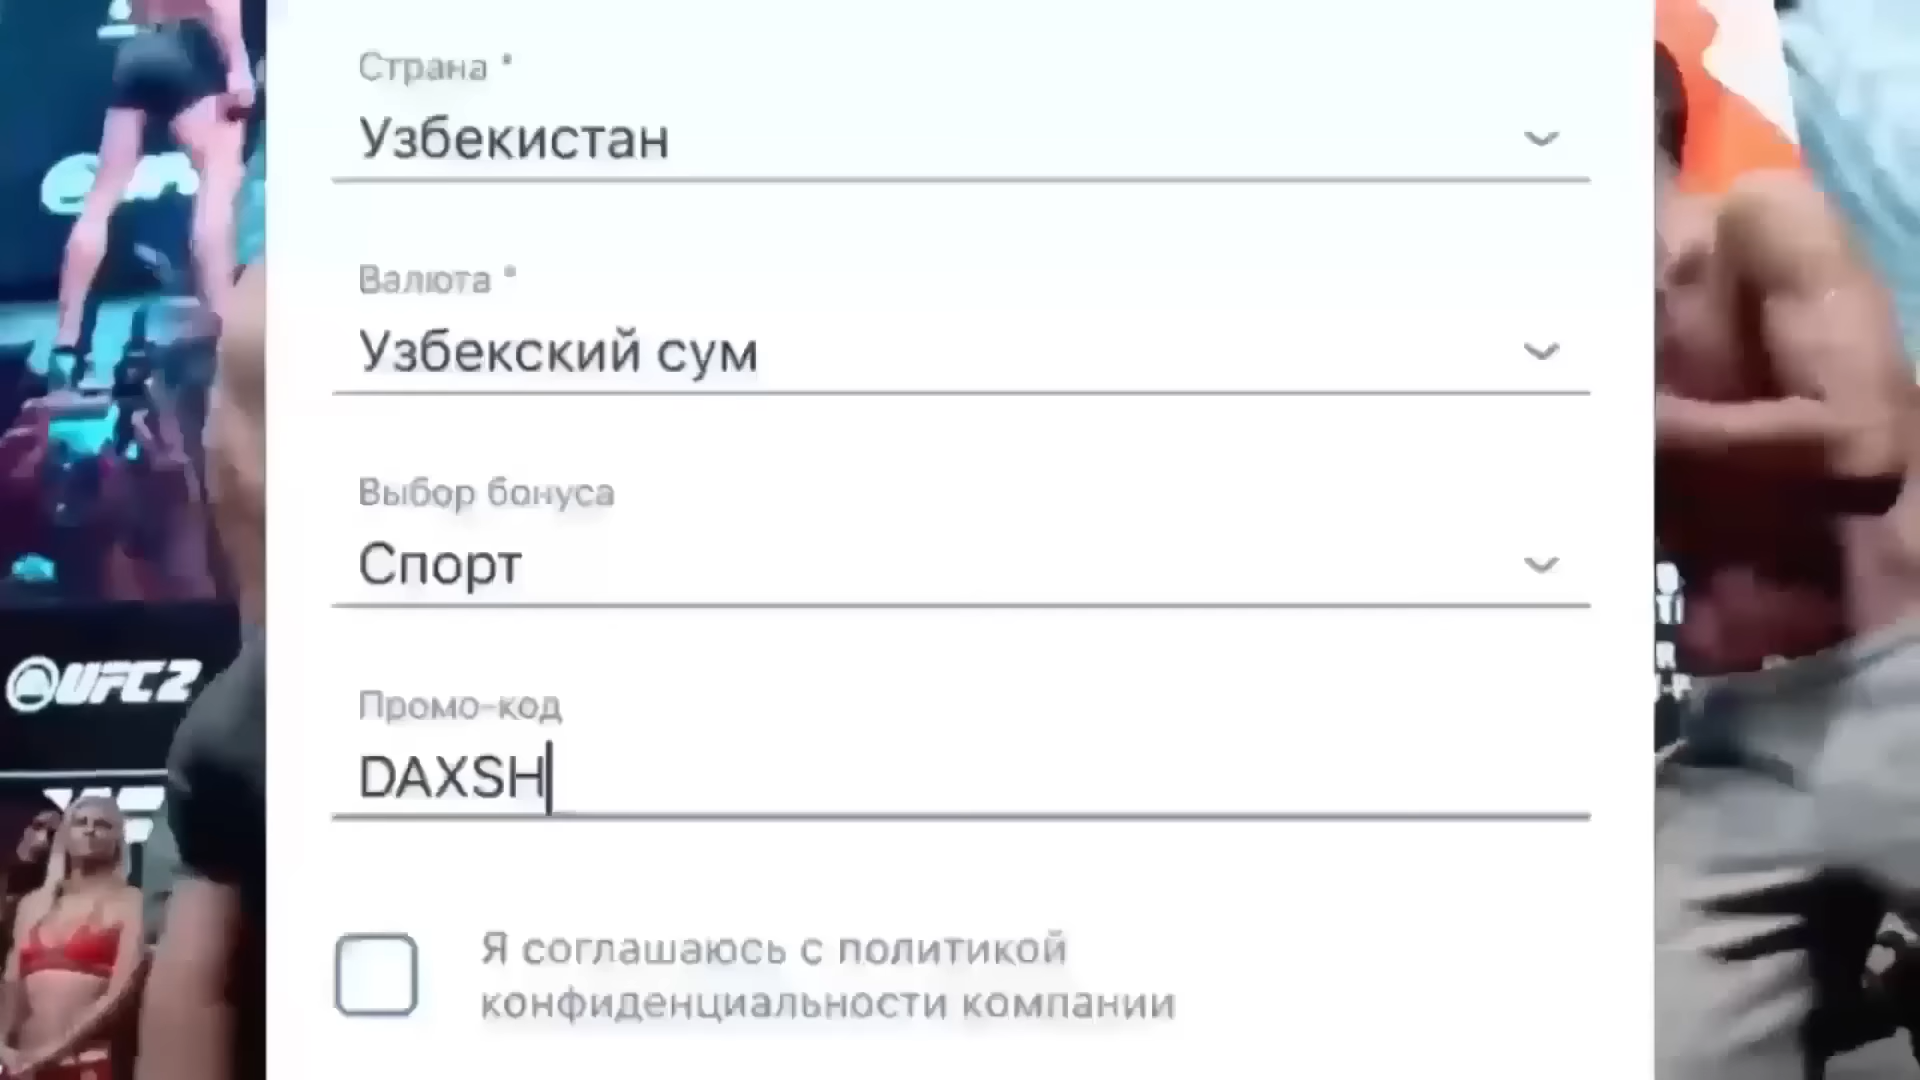 Страна *
Узбекистан
Валюта *
Узбекский сум
Выбор бонуса
Спорт
Промо-код
DAXSH
Я соглашаюсь с политикой
конфиденциальности компании
UFC 2